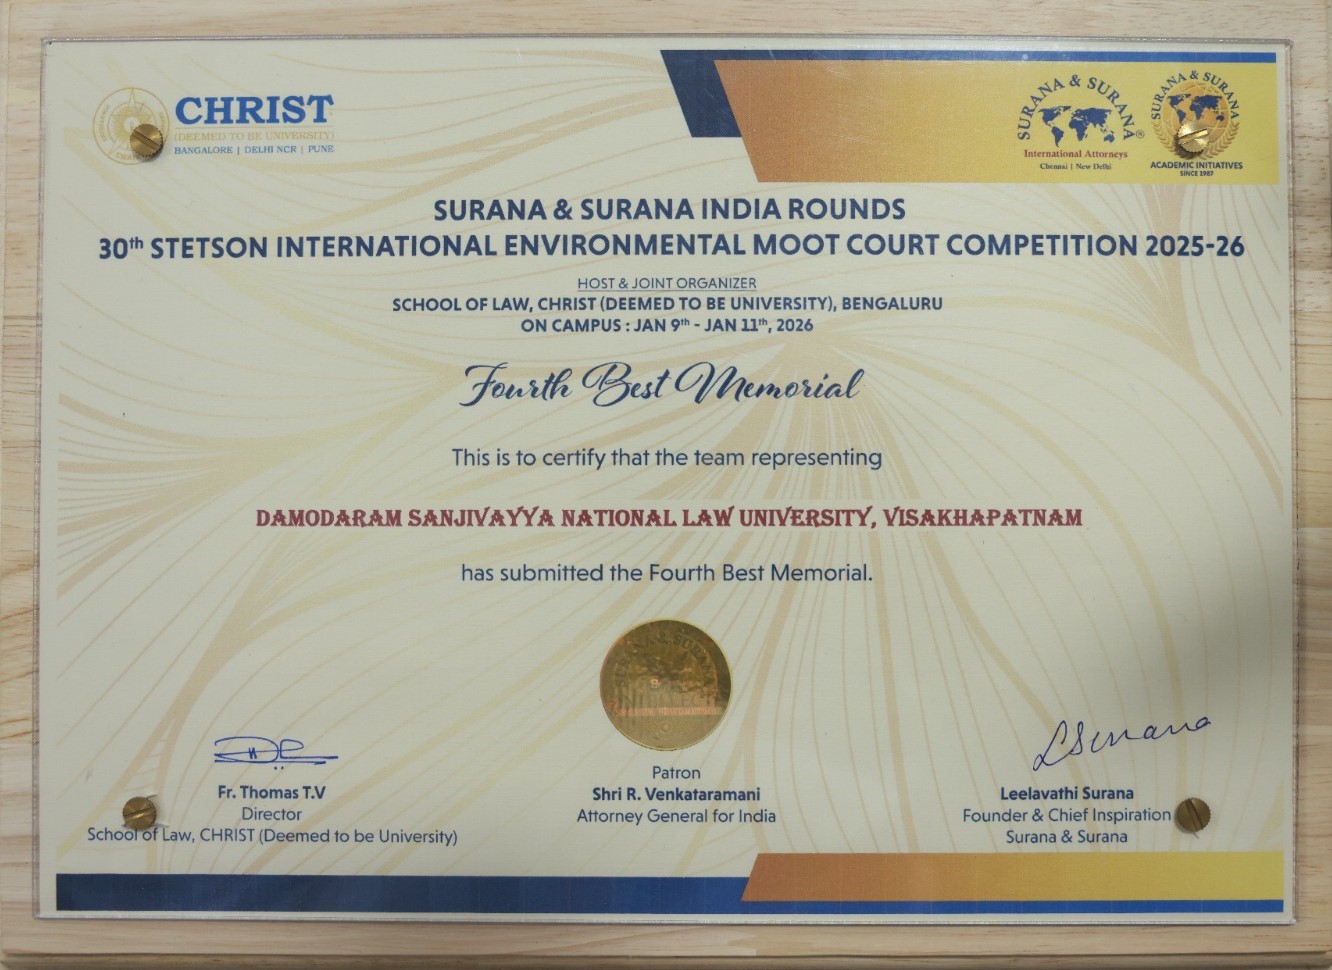 CHRIST
(DEEMED TO BE UNIVERSITY)
BANGALORE | DELHI NCR | PUNE
SURANA & SURANA
®
International Attorneys
Chennai | New Delhi
SURANA & SURANA
ACADEMIC INITIATIVES
SINCE 1987
SURANA & SURANA INDIA ROUNDS
30th STETSON INTERNATIONAL ENVIRONMENTAL MOOT COURT COMPETITION 2025-26
HOST & JOINT ORGANIZER
SCHOOL OF LAW, CHRIST (DEEMED TO BE UNIVERSITY), BENGALURU
ON CAMPUS : JAN 9th - JAN 11th, 2026
Fourth Best Memorial
This is to certify that the team representing
DAMODARAM SANJIVAYYA NATIONAL LAW UNIVERSITY, VISAKHAPATNAM
has submitted the Fourth Best Memorial.
Fr. Thomas T.V
Director
School of Law, CHRIST (Deemed to be University)
Patron
Shri R. Venkataramani
Attorney General for India
LSurana
Leelavathi Surana
Founder & Chief Inspiration
Surana & Surana